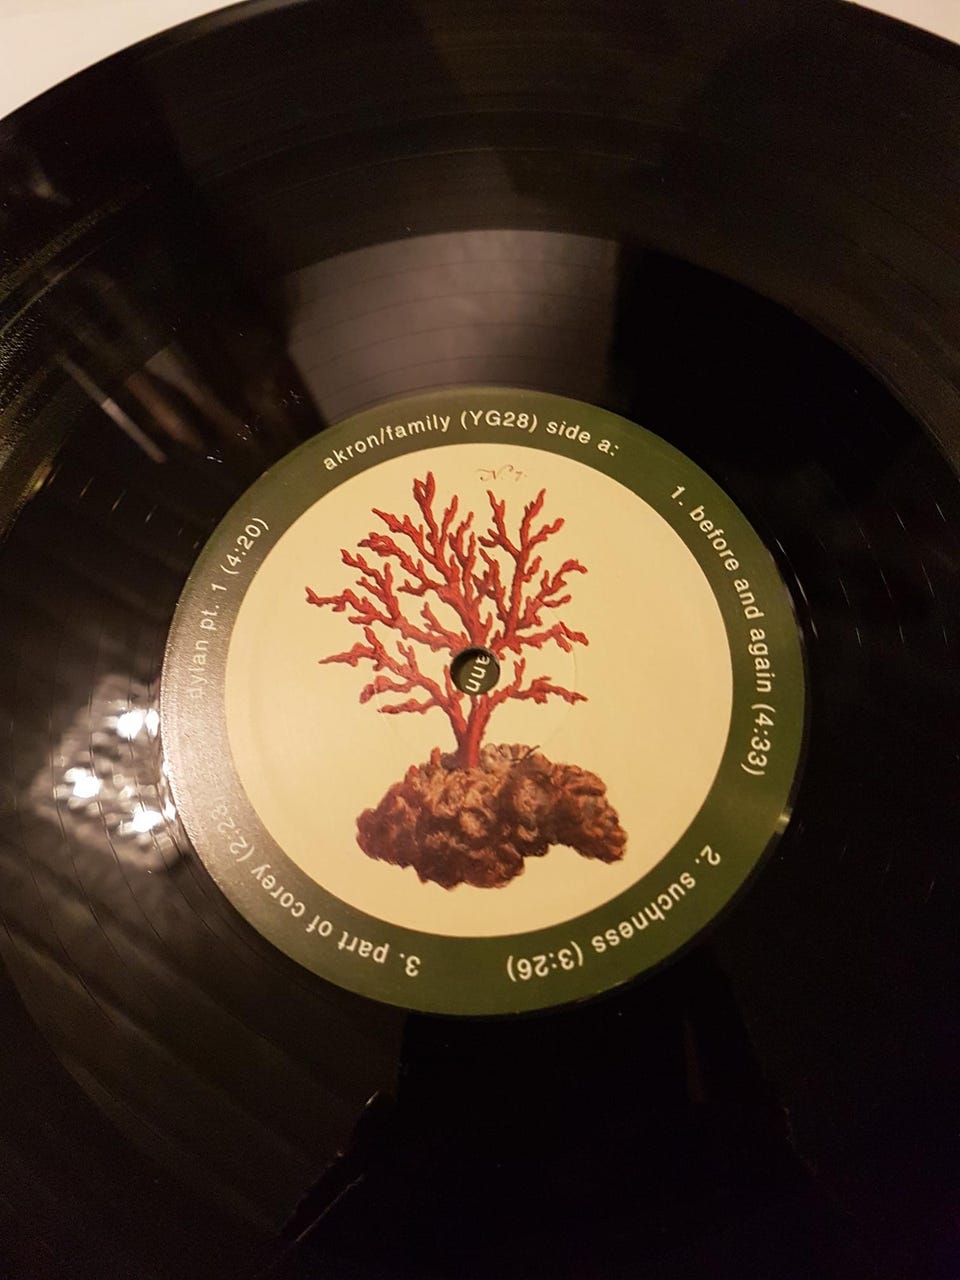 akron/family (YG28) side a:
1. before and again (4:33)
2. suchness (3:26)
3. part of corey (2:28)
dylan pt. 1 (4:20)
ann